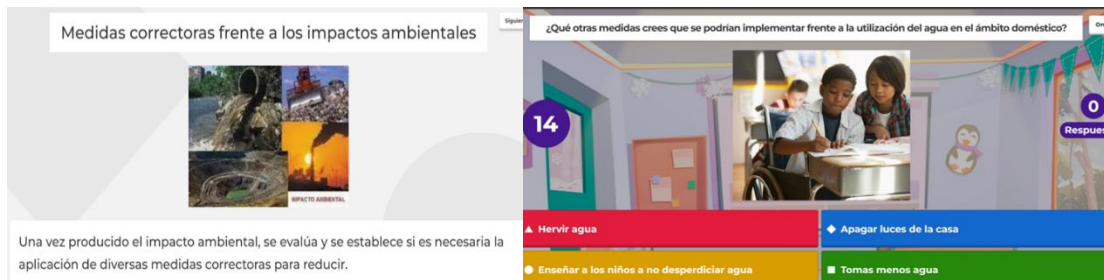 Medidas correctoras frente a los impactos ambientales
IMPACTO AMBIENTAL
Una vez producido el impacto ambiental, se evalúa y se establece si es necesaria la
aplicación de diversas medidas correctoras para reducir.
¿Qué otras medidas crees que se podrían implementar frente a la utilización del agua en el ámbito doméstico?
14
0
Hervir agua
Apagar luces de la casa
Enseñar a los niños a no desperdiciar agua
Tomas menos agua